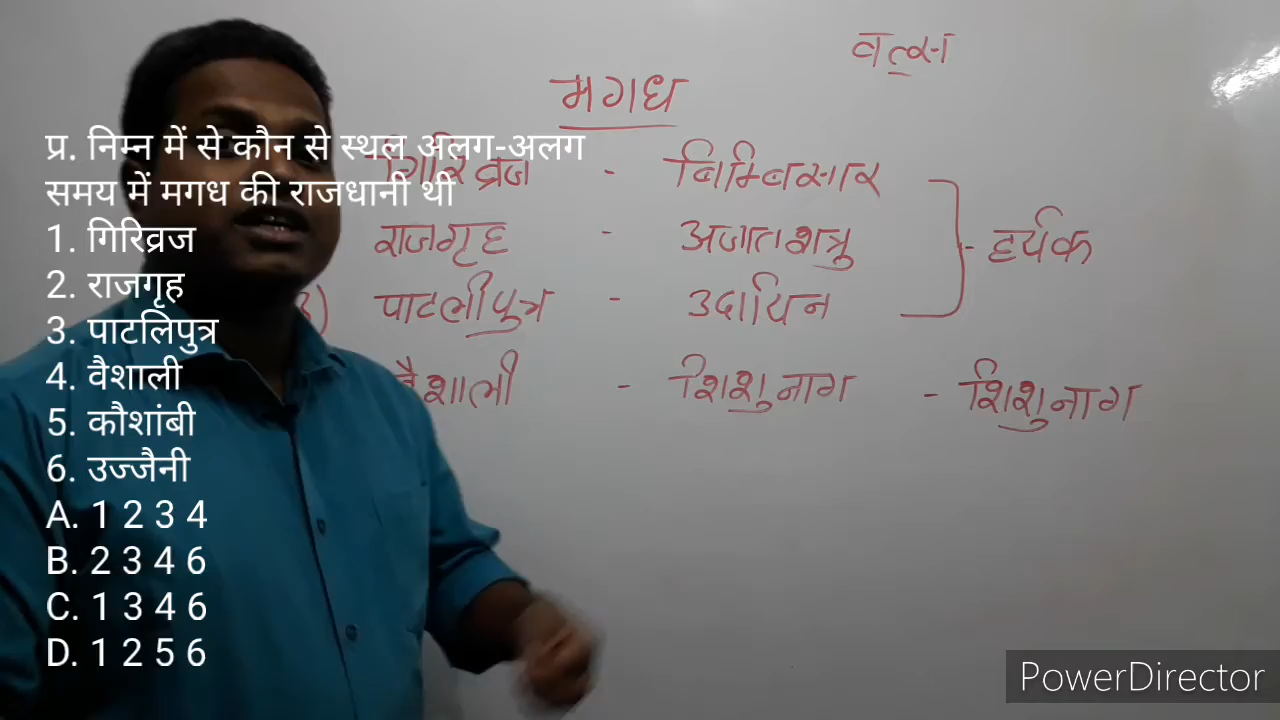 वत्स
मगध
प्र. निम्न में से कौन से स्थल अलग-अलग
समय में मगध की राजधानी थी
1. गिरिव्रज
2. राजगृह
3. पाटलिपुत्र
4. वैशाली
5. कौशांबी
6. उज्जैनी
A. 1 2 3 4
B. 2 3 4 6
C. 1 3 4 6
D. 1 2 5 6
गिरिव्रज - बिम्बिसार
राजगृह - अजातशत्रु - हर्यक
3) पाटलीपुत्र - उदायिन
वैशाली - शिशुनाग - शिशुनाग
PowerDirector